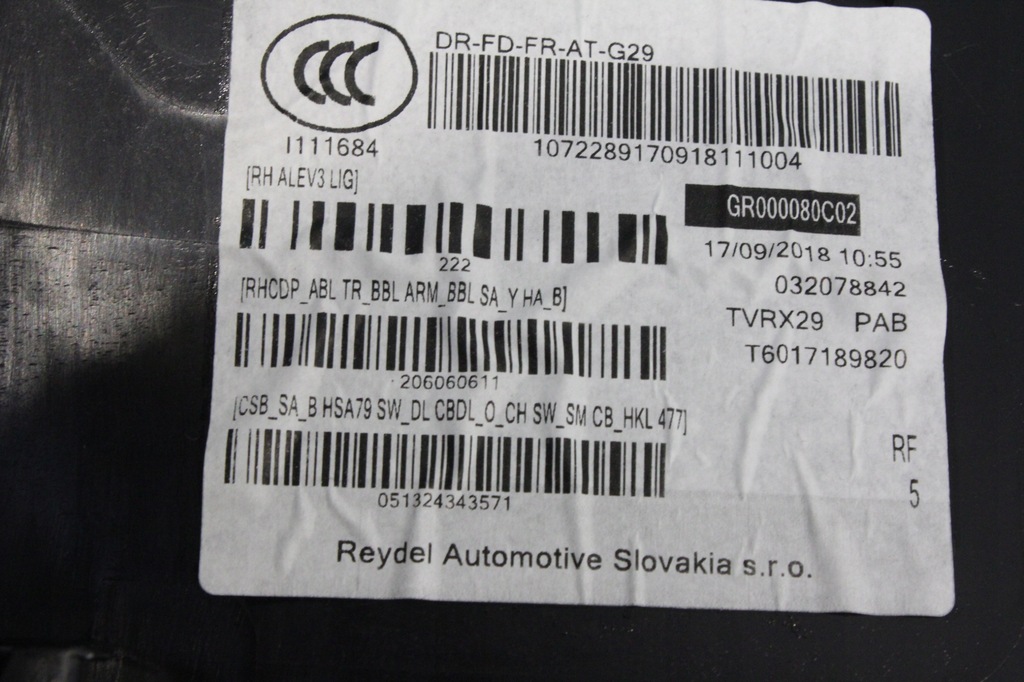 CCC
DR-FD-FR-AT-G29
I111684
1072289170918111004
[RH ALEV3 LIG]
GR000080C02
222
17/09/2018 10:55
032078842
[RHCDP_ABL TR_BBL ARM_BBL SA_Y HA_B]
TVRX29 PAB
206060611
T6017189820
[CSB_SA_B HSA79 SW_DL CBDL_O_CH SW_SM CB_HKL 477]
RF
051324343571
5
Reydel Automotive Slovakia s.r.o.